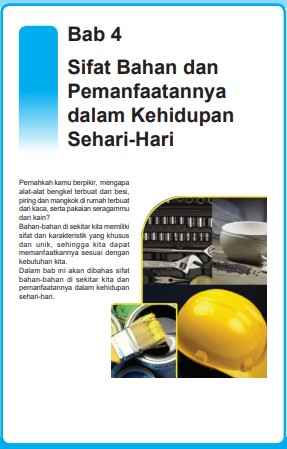 Bab 4
Sifat Bahan dan
Pemanfaatannya
dalam Kehidupan
Sehari-Hari
Pernahkah kamu berpikir, mengapa
alat-alat bengkel terbuat dari besi,
piring dan mangkok di rumah terbuat
dari kaca, serta pakaian seragammu
dari kain?
Bahan-bahan di sekitar kita memiliki
sifat dan karakteristik yang khusus
dan unik, sehingga kita dapat
memanfaatkannya sesuai dengan
kebutuhan kita.
Dalam bab ini akan dibahas sifat
bahan-bahan di sekitar kita dan
pemanfaatannya dalam kehidupan
sehari-hari.